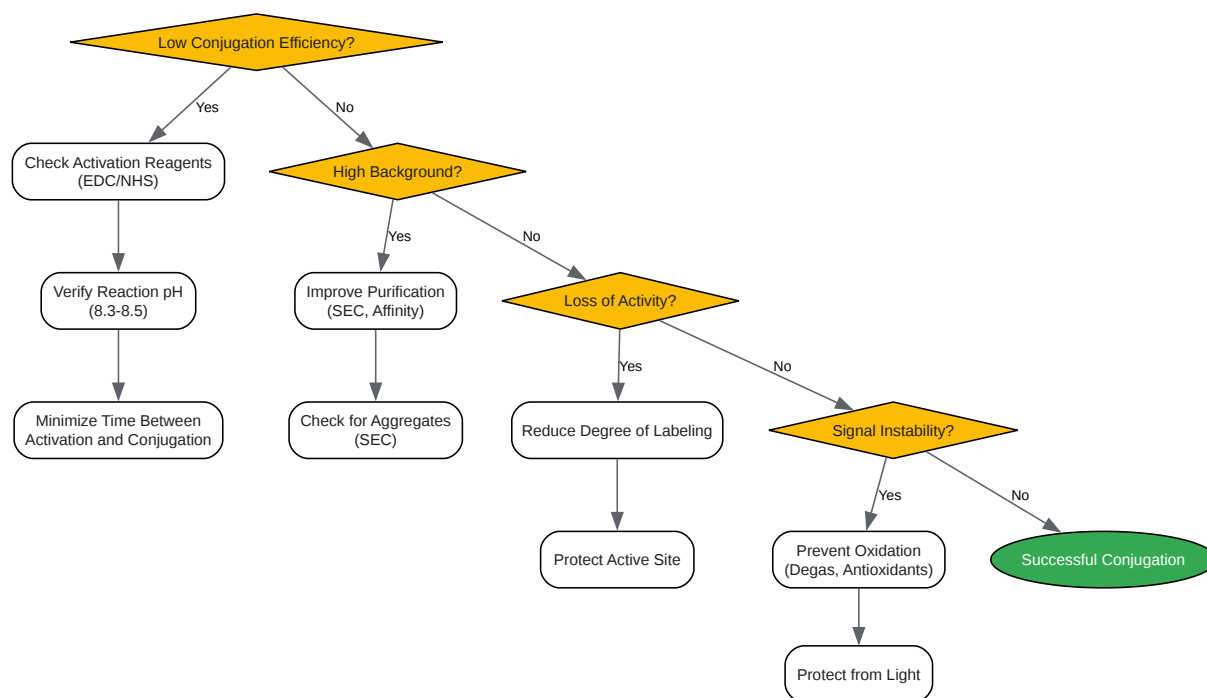 Low Conjugation Efficiency?
Yes
No
Check Activation Reagents
(EDC/NHS)
High Background?
Yes
No
Verify Reaction pH
(8.3-8.5)
Improve Purification
(SEC, Affinity)
Loss of Activity?
Yes
No
Minimize Time Between
Activation and Conjugation
Check for Aggregates
(SEC)
Reduce Degree of Labeling
Signal Instability?
Yes
No
Protect Active Site
Prevent Oxidation
(Degas, Antioxidants)
Successful Conjugation
Protect from Light